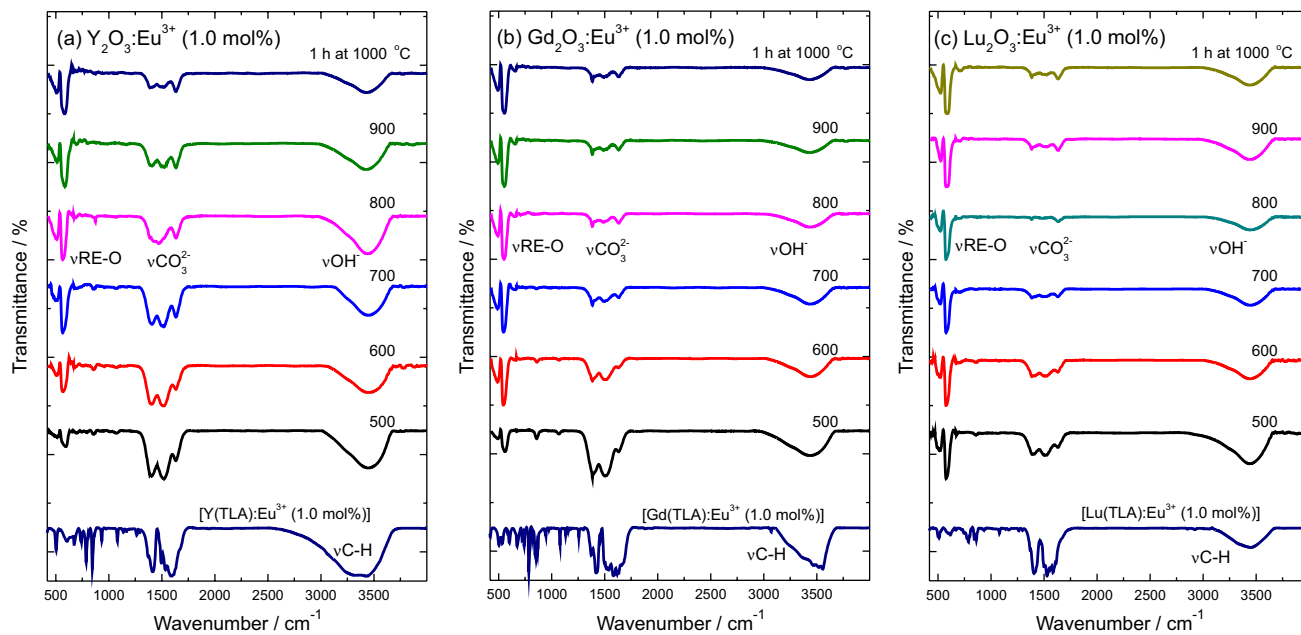 (a) Y₂O₃:Eu³⁺ (1.0 mol%)
1 h at 1000 °C
900
800
νRE-O
νCO₃²⁻
νOH⁻
700
600
500
[Y(TLA):Eu³⁺ (1.0 mol%)]
νC-H
Transmittance / %
500 1000 1500 2000 2500 3000 3500
Wavenumber / cm⁻¹
(b) Gd₂O₃:Eu³⁺ (1.0 mol%)
1 h at 1000 °C
900
800
νRE-O
νCO₃²⁻
νOH⁻
700
600
500
[Gd(TLA):Eu³⁺ (1.0 mol%)]
νC-H
Transmittance / %
500 1000 1500 2000 2500 3000 3500
Wavenumber / cm⁻¹
(c) Lu₂O₃:Eu³⁺ (1.0 mol%)
1 h at 1000 °C
900
800
νRE-O
νCO₃²⁻
νOH⁻
700
600
500
[Lu(TLA):Eu³⁺ (1.0 mol%)]
νC-H
Transmittance / %
500 1000 1500 2000 2500 3000 3500
Wavenumber / cm⁻¹